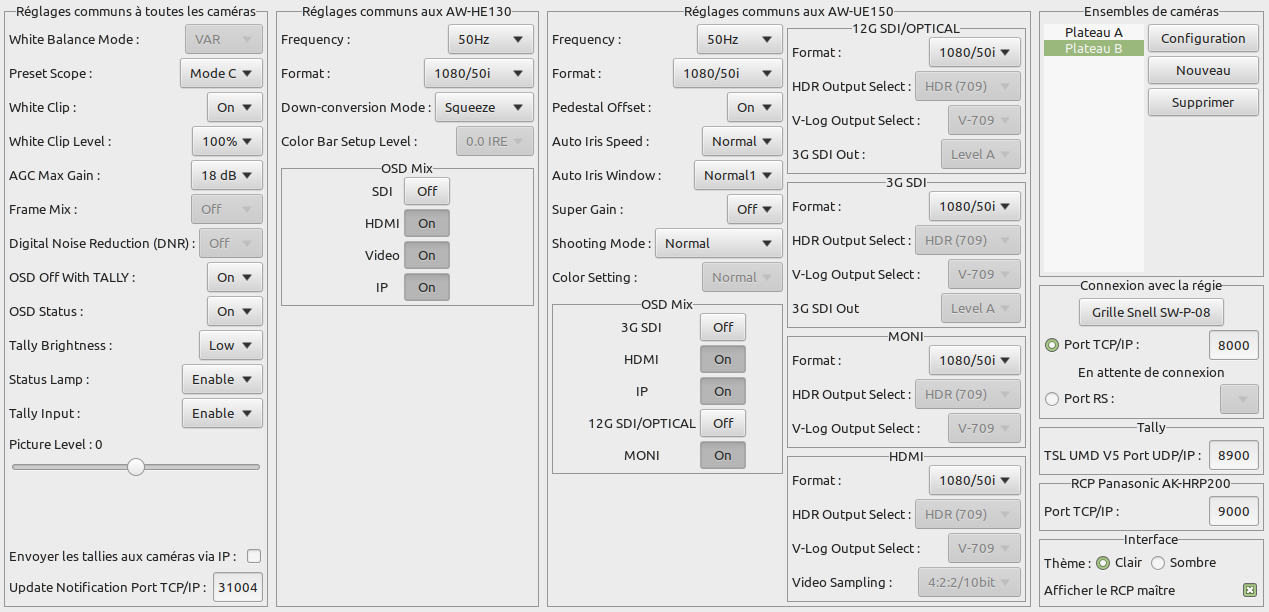 Réglages communs à toutes les caméras
White Balance Mode : VAR
Preset Scope : Mode C
White Clip : On
White Clip Level : 100%
AGC Max Gain : 18 dB
Frame Mix : Off
Digital Noise Reduction (DNR) : Off
OSD Off With TALLY : On
OSD Status : On
Tally Brightness : Low
Status Lamp : Enable
Tally Input : Enable
Picture Level : 0
Envoyer les tallies aux caméras via IP :
Update Notification Port TCP/IP : 31004
Réglages communs aux AW-HE130
Frequency : 50Hz
Format : 1080/50i
Down-conversion Mode : Squeeze
Color Bar Setup Level : 0.0 IRE
OSD Mix
SDI Off
HDMI On
Video On
IP On
Réglages communs aux AW-UE150
Frequency : 50Hz
Format : 1080/50i
Pedestal Offset : On
Auto Iris Speed : Normal
Auto Iris Window : Normal1
Super Gain : Off
Shooting Mode : Normal
Color Setting : Normal
OSD Mix
3G SDI Off
HDMI On
IP On
12G SDI/OPTICAL Off
MONI On
12G SDI/OPTICAL
Format : 1080/50i
HDR Output Select : HDR (709)
V-Log Output Select : V-709
3G SDI Out : Level A
3G SDI
Format : 1080/50i
HDR Output Select : HDR (709)
V-Log Output Select : V-709
3G SDI Out Level A
MONI
Format : 1080/50i
HDR Output Select : HDR (709)
V-Log Output Select : V-709
HDMI
Format : 1080/50i
HDR Output Select : HDR (709)
V-Log Output Select : V-709
Video Sampling : 4:2:2/10bit
Ensembles de caméras
Plateau A
Plateau B
Configuration
Nouveau
Supprimer
Connexion avec la régie
Grille Snell SW-P-08
Port TCP/IP : 8000
En attente de connexion
Port RS :
Tally
TSL UMD V5 Port UDP/IP : 8900
RCP Panasonic AK-HRP200
Port TCP/IP : 9000
Interface
Thème : Clair Sombre
Afficher le RCP maître